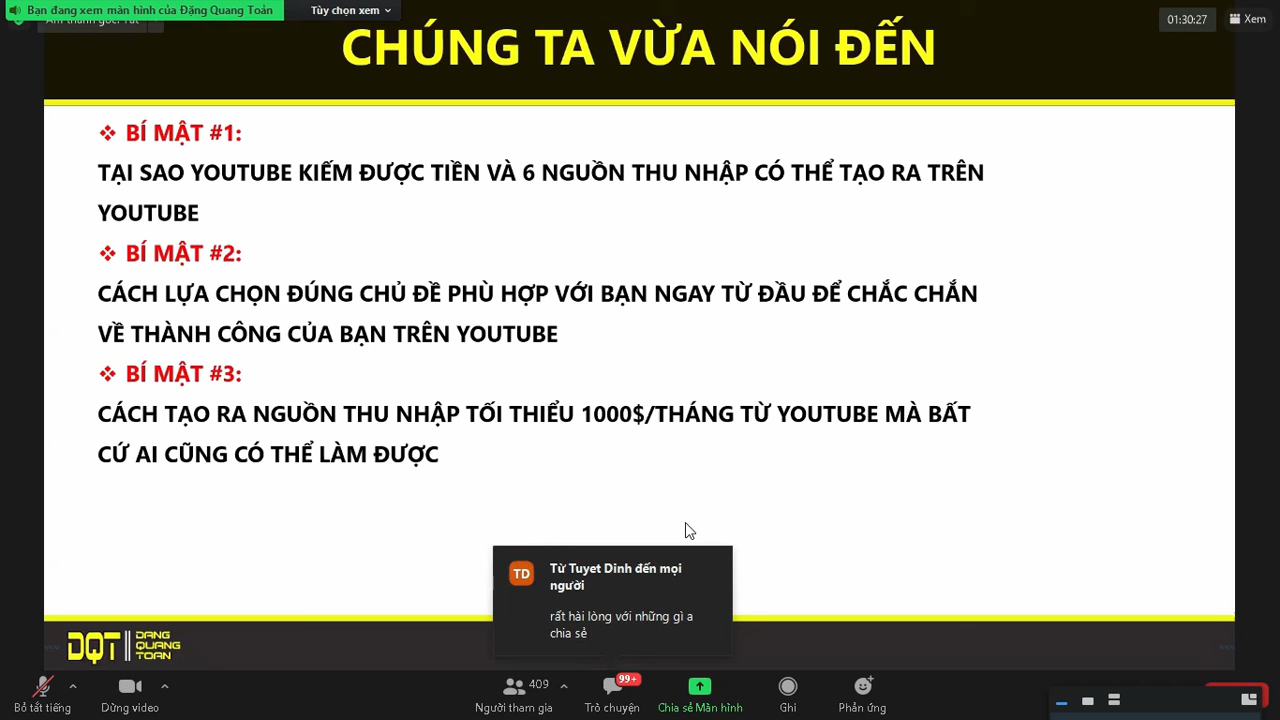 Bạn đang xem màn hình của Đặng Quang Toản
Tùy chọn xem
01:30:27
Xem
CHÚNG TA VỪA NÓI ĐẾN
❖ BÍ MẬT #1:
TẠI SAO YOUTUBE KIẾM ĐƯỢC TIỀN VÀ 6 NGUỒN THU NHẬP CÓ THỂ TẠO RA TRÊN
YOUTUBE
❖ BÍ MẬT #2:
CÁCH LỰA CHỌN ĐÚNG CHỦ ĐỀ PHÙ HỢP VỚI BẠN NGAY TỪ ĐẦU ĐỂ CHẮC CHẮN
VỀ THÀNH CÔNG CỦA BẠN TRÊN YOUTUBE
❖ BÍ MẬT #3:
CÁCH TẠO RA NGUỒN THU NHẬP TỐI THIỂU 1000$/THÁNG TỪ YOUTUBE MÀ BẤT
CỨ AI CŨNG CÓ THỂ LÀM ĐƯỢC
TD
Từ Tuyet Dinh đến mọi
người
rất hài lòng với những gì a
chia sẻ
DQT
DANG
QUANG
TOAN
409
99+
Bỏ tắt tiếng
Dừng video
Người tham gia
Trò chuyện
Chia sẻ Màn hình
Ghi
Phản ứng